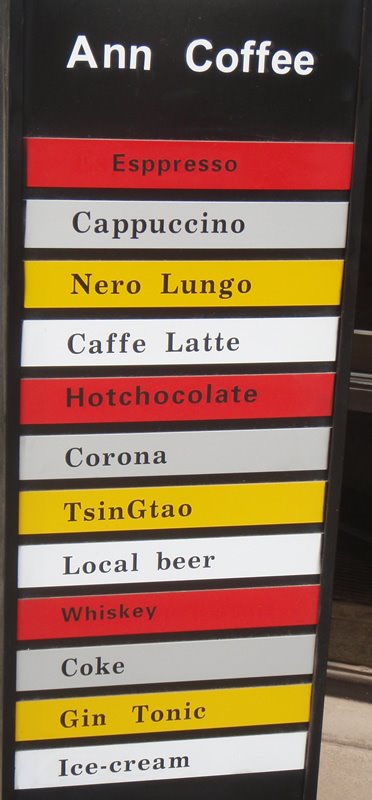 Ann Coffee
Esppresso
Cappuccino
Nero Lungo
Caffe Latte
Hotchocolate
Corona
TsinGtao
Local beer
Whiskey
Coke
Gin Tonic
Ice-cream